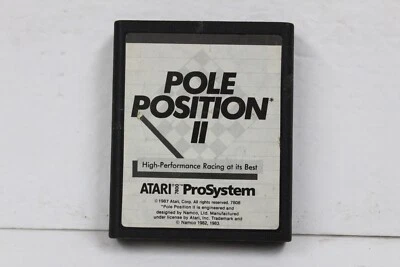 POLE
POSITION®
II
High-Performance Racing at its Best
ATARI® 7800 ProSystem
© 1987 Atari, Corp. All rights reserved. 7808
"Pole Position II is engineered and
designed by Namco, Ltd. Manufactured
under license by Atari, Inc. Trademark and
© Namco 1982, 1983.